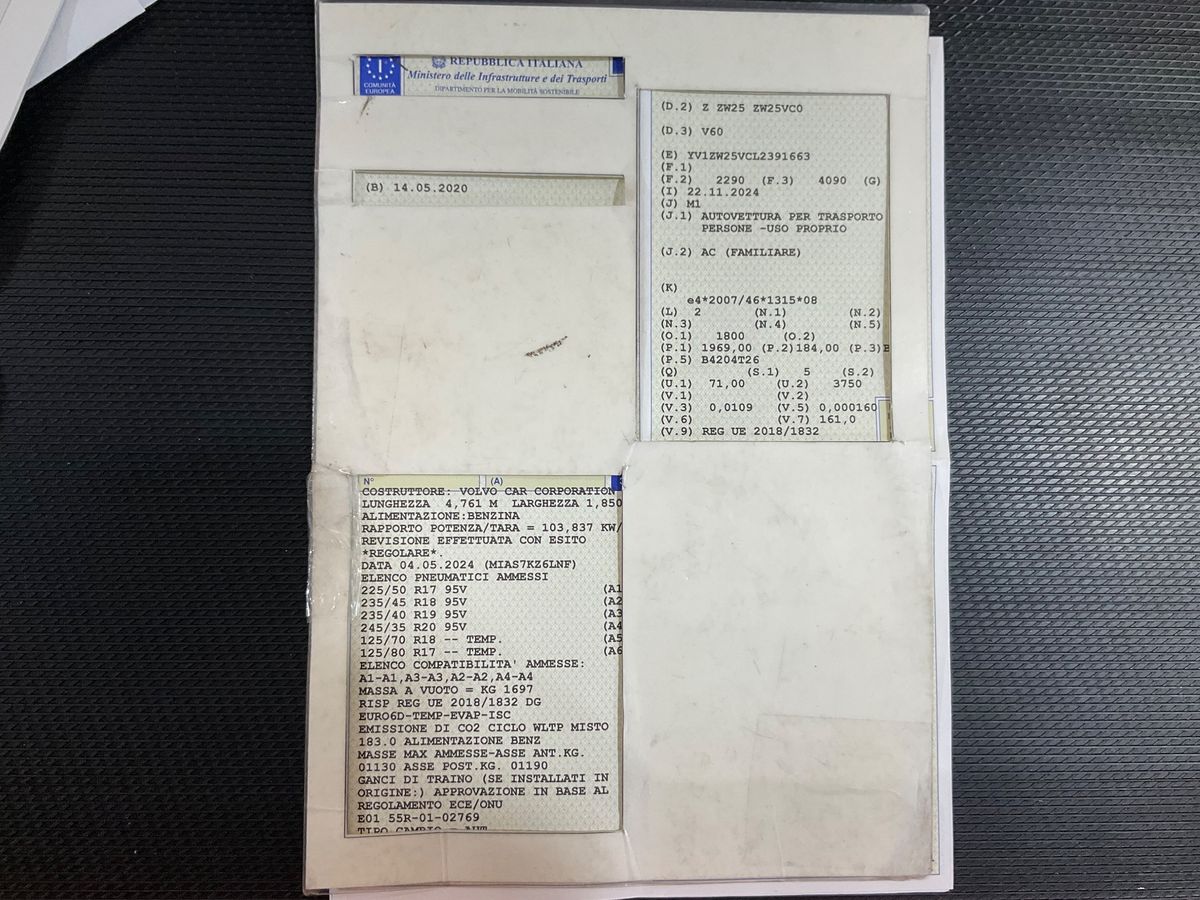 COMUNITÀ EUROPEA
I
REPUBBLICA ITALIANA
Ministero delle Infrastrutture e dei Trasporti
DIPARTIMENTO PER LA MOBILITÀ SOSTENIBILE
(B) 14.05.2020
(D.2) Z ZW25 ZW25VC0
(D.3) V60
(E) YV1ZW25VCL2391663
(F.1)
(F.2) 2290 (F.3) 4090 (G)
(I) 22.11.2024
(J) M1
(J.1) AUTOVETTURA PER TRASPORTO
PERSONE -USO PROPRIO
(J.2) AC (FAMILIARE)
(K)
e4*2007/46*1315*08
(L) 2 (N.1) (N.2)
(N.3) (N.4) (N.5)
(O.1) 1800 (O.2)
(P.1) 1969,00 (P.2)184,00 (P.3)B
(P.5) B4204T26
(Q) (S.1) 5 (S.2)
(U.1) 71,00 (U.2) 3750
(V.1) (V.2)
(V.3) 0,0109 (V.5) 0,000160
(V.6) (V.7) 161,0
(V.9) REG UE 2018/1832
N° (A)
COSTRUTTORE: VOLVO CAR CORPORATION
LUNGHEZZA 4,761 M LARGHEZZA 1,850
ALIMENTAZIONE:BENZINA
RAPPORTO POTENZA/TARA = 103,837 KW/
REVISIONE EFFETTUATA CON ESITO
*REGOLARE*.
DATA 04.05.2024 (MIAS7KZ6LNF)
ELENCO PNEUMATICI AMMESSI
225/50 R17 95V (A1
235/45 R18 95V (A2
235/40 R19 95V (A3
245/35 R20 95V (A4
125/70 R18 -- TEMP. (A5
125/80 R17 -- TEMP. (A6
ELENCO COMPATIBILITA' AMMESSE:
A1-A1,A3-A3,A2-A2,A4-A4
MASSA A VUOTO = KG 1697
RISP REG UE 2018/1832 DG
EURO6D-TEMP-EVAP-ISC
EMISSIONE DI CO2 CICLO WLTP MISTO
183.0 ALIMENTAZIONE BENZ
MASSE MAX AMMESSE-ASSE ANT.KG.
01130 ASSE POST.KG. 01190
GANCI DI TRAINO (SE INSTALLATI IN
ORIGINE:) APPROVAZIONE IN BASE AL
REGOLAMENTO ECE/ONU
E01 55R-01-02769
TIPO CAMBIO = AUT